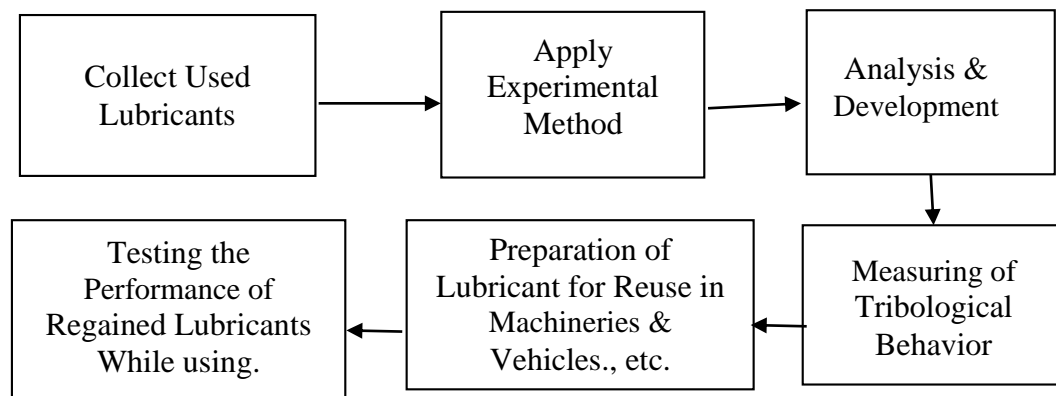 Collect Used
Lubricants
Apply
Experimental
Method
Analysis &
Development
Measuring of
Tribological
Behavior
Preparation of
Lubricant for Reuse in
Machineries &
Vehicles., etc.
Testing the
Performance of
Regained Lubricants
While using.